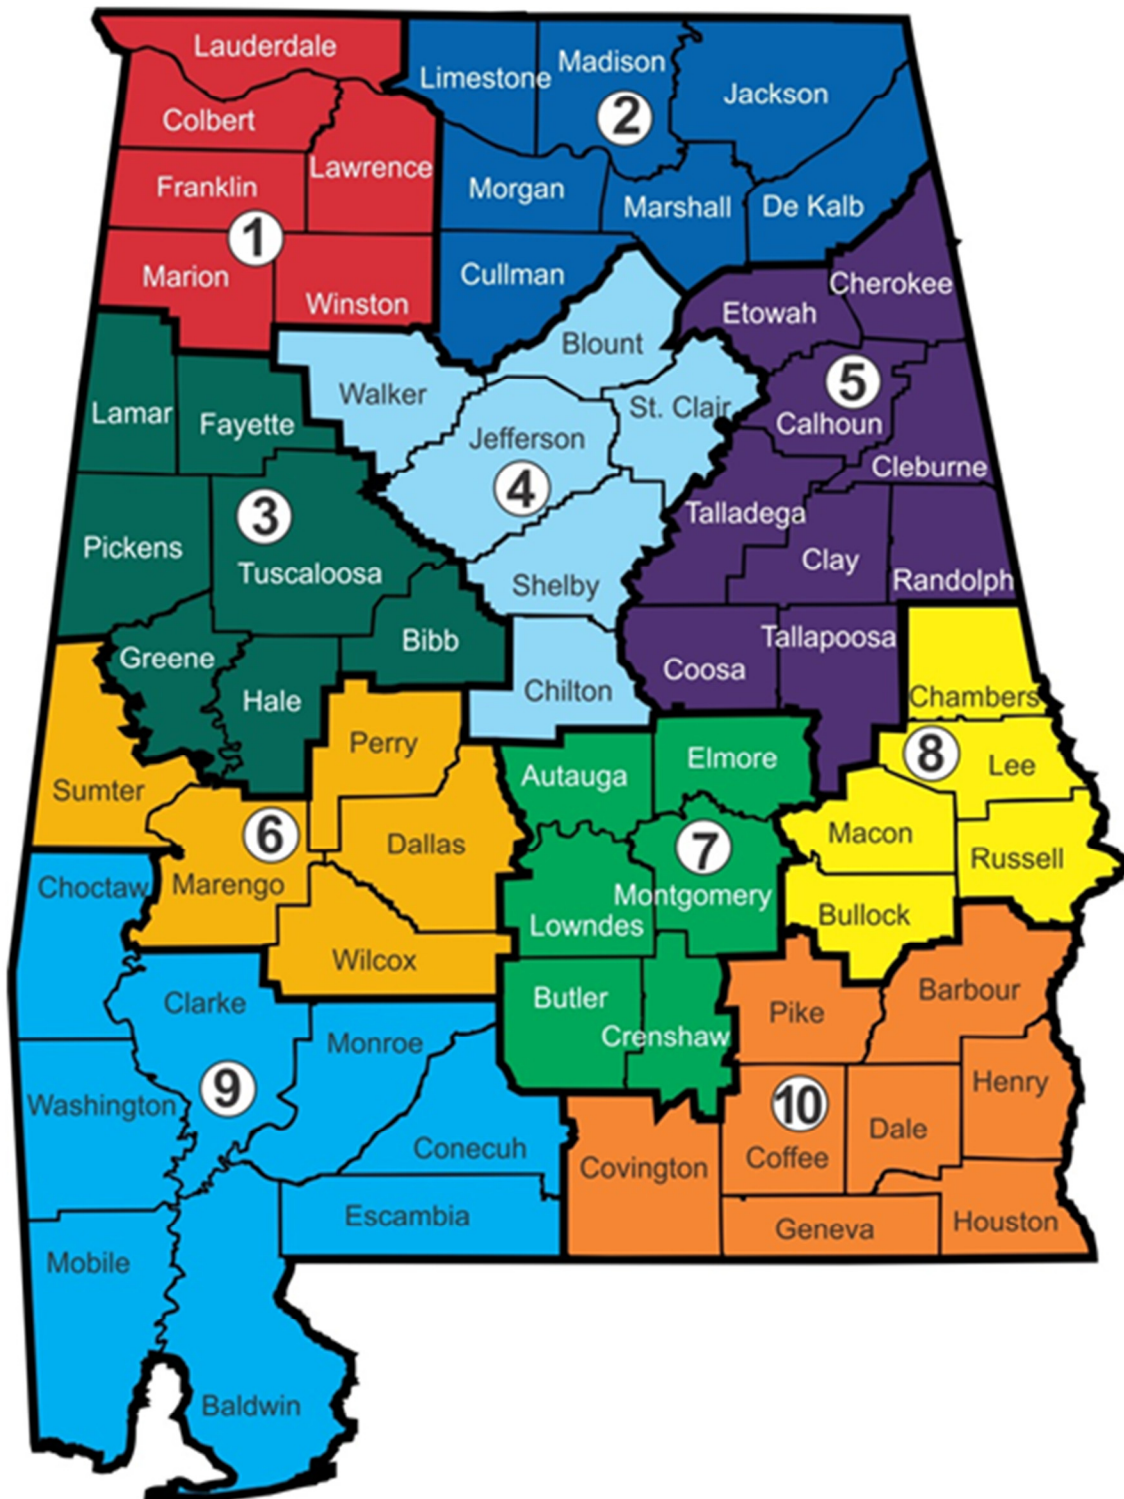 Lauderdale
Limestone
Madison
Jackson
2
Colbert
Lawrence
Franklin
Morgan
Marshall
De Kalb
1
Marion
Winston
Cullman
Cherokee
Etowah
Blount
Walker
St. Clair
5
Lamar
Fayette
Jefferson
Calhoun
Cleburne
4
3
Talladega
Pickens
Tuscaloosa
Shelby
Clay
Randolph
Greene
Bibb
Tallapoosa
Coosa
Hale
Chilton
Chambers
Perry
Elmore
8
Lee
Autauga
Sumter
6
Dallas
7
Macon
Russell
Choctaw
Marengo
Montgomery
Lowndes
Bullock
Wilcox
Clarke
Butler
Pike
Barbour
Monroe
Crenshaw
Washington
9
10
Henry
Conecuh
Covington
Coffee
Dale
Escambia
Geneva
Houston
Mobile
Baldwin